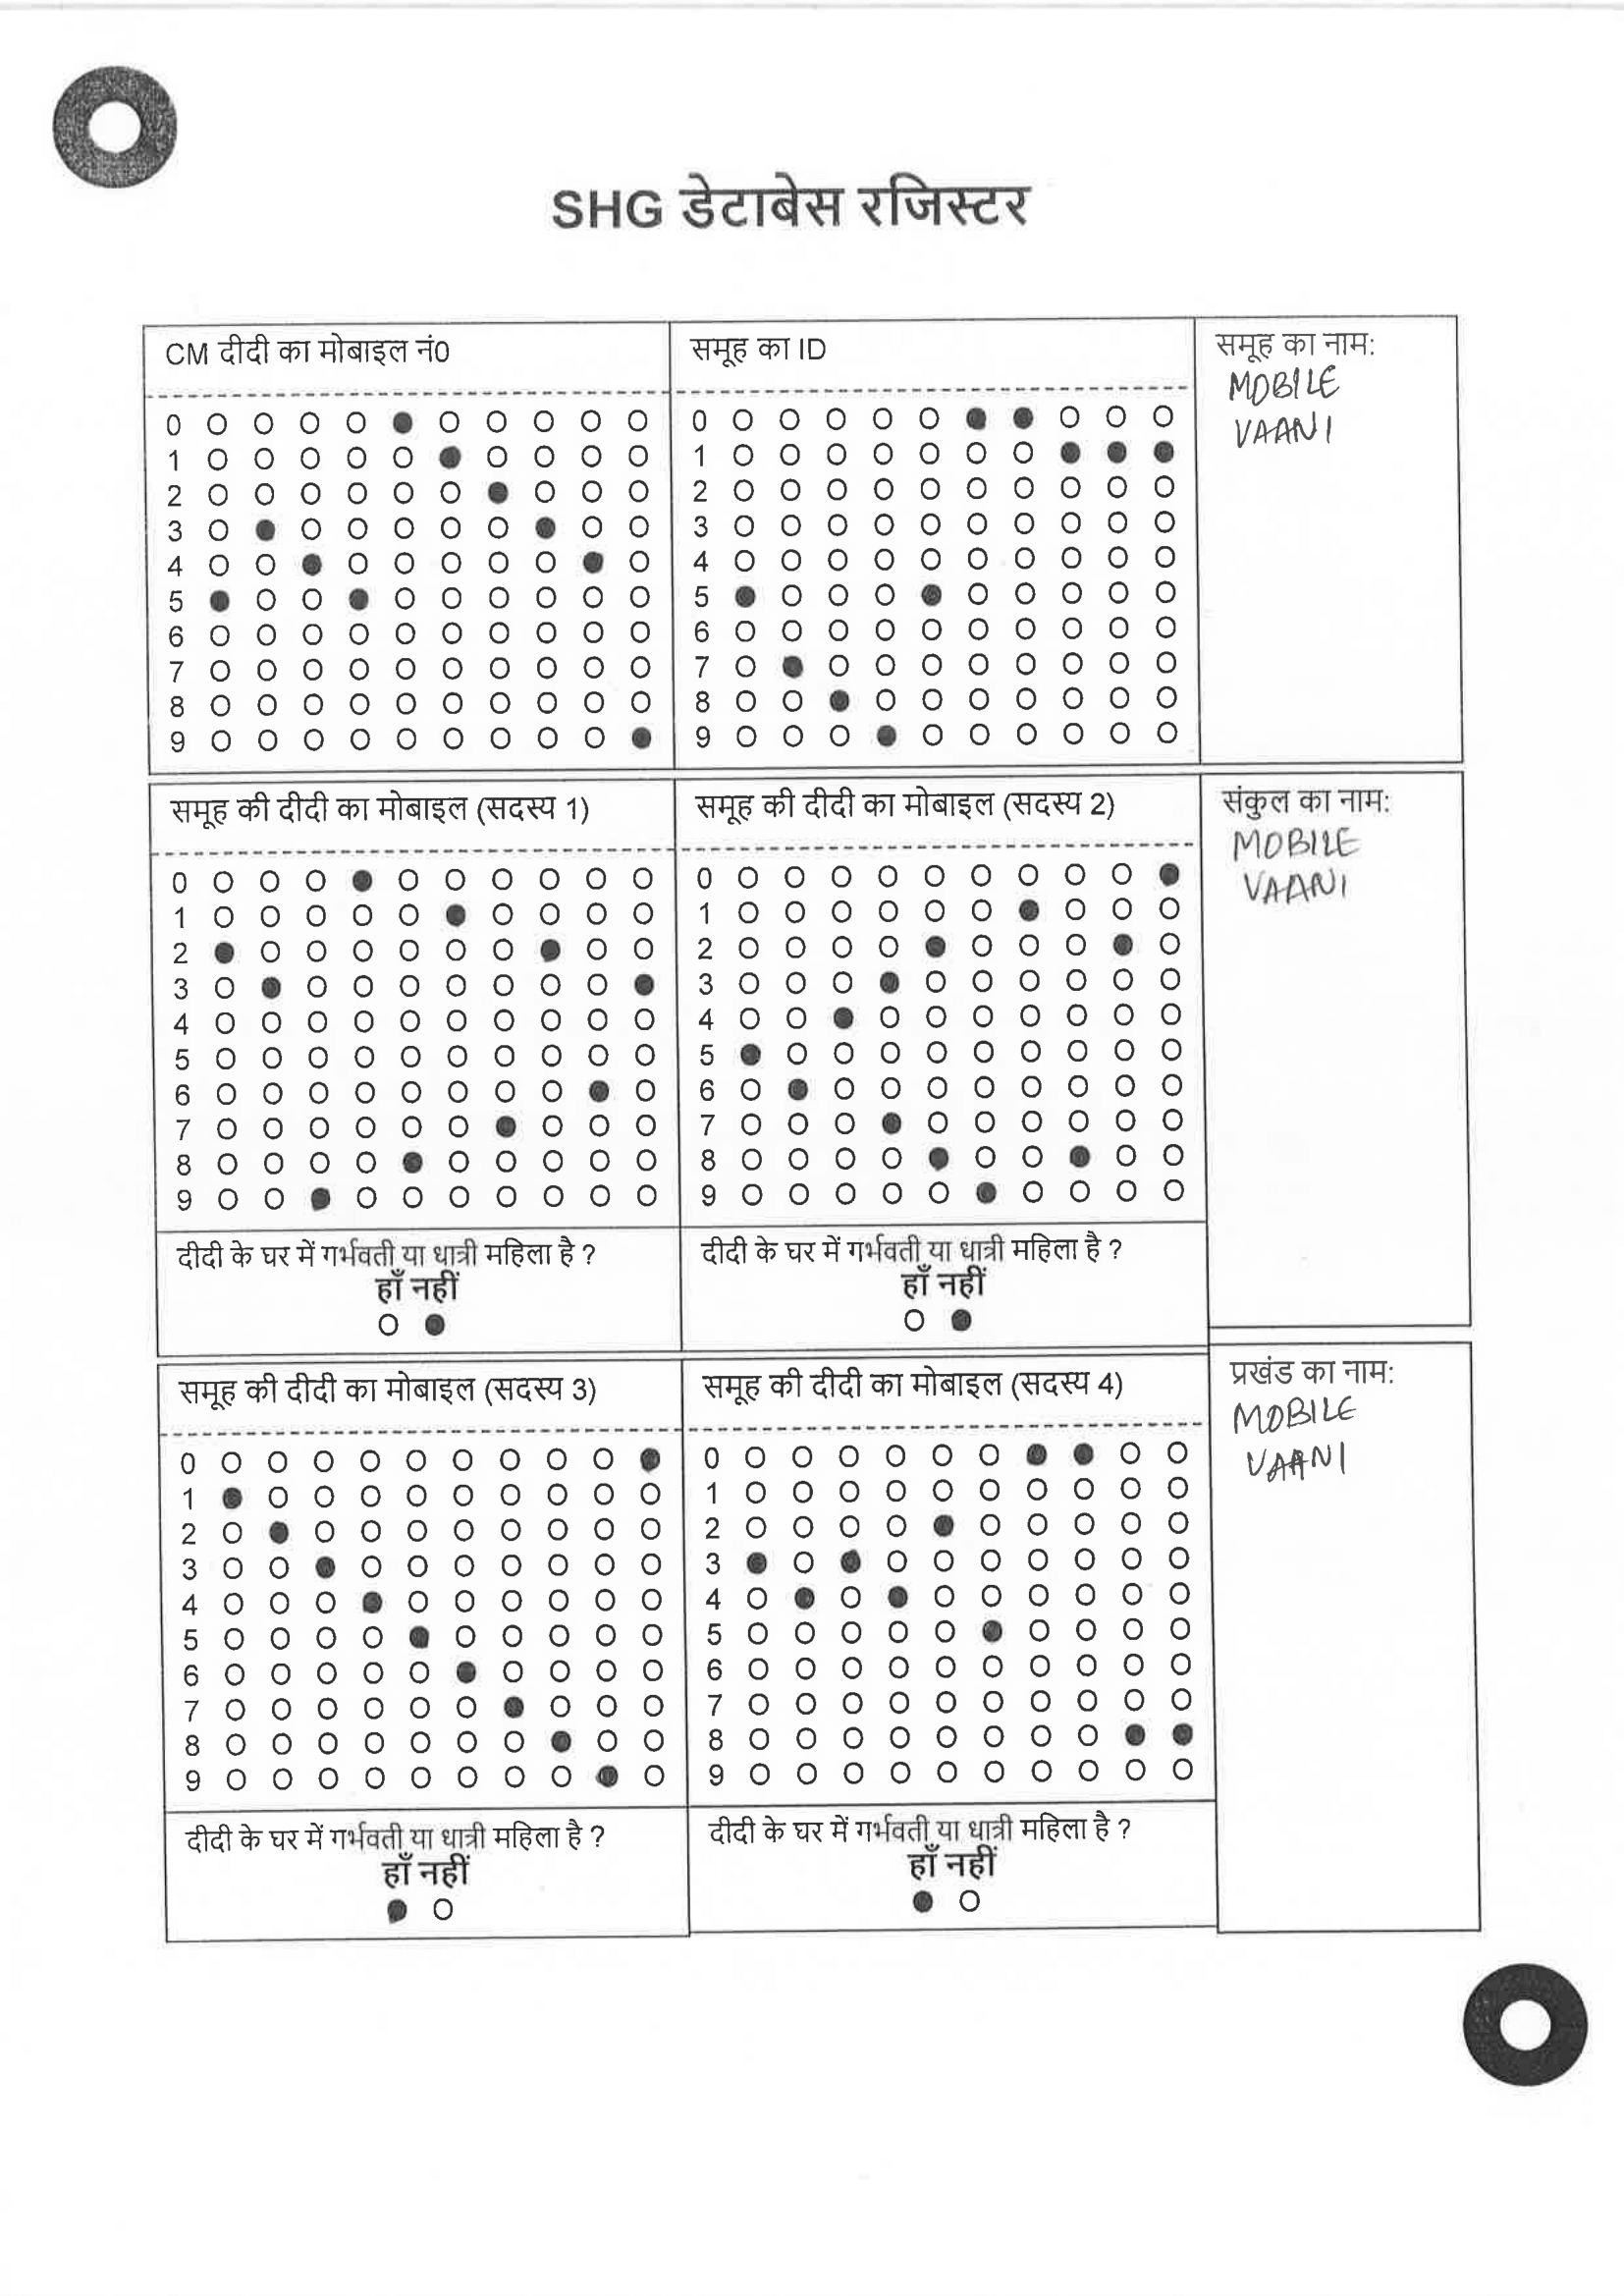 SHG डेटाबेस रजिस्टर
CM दीदी का मोबाइल नं0
0
1
2
3
4
5
6
7
8
9
समूह का ID
0
1
2
3
4
5
6
7
8
9
समूह का नाम:
MOBILE
VAANI
समूह की दीदी का मोबाइल (सदस्य 1)
0
1
2
3
4
5
6
7
8
9
दीदी के घर में गर्भवती या धात्री महिला है ?
हाँ नहीं
समूह की दीदी का मोबाइल (सदस्य 2)
0
1
2
3
4
5
6
7
8
9
दीदी के घर में गर्भवती या धात्री महिला है ?
हाँ नहीं
संकुल का नाम:
MOBILE
VAANI
समूह की दीदी का मोबाइल (सदस्य 3)
0
1
2
3
4
5
6
7
8
9
दीदी के घर में गर्भवती या धात्री महिला है ?
हाँ नहीं
समूह की दीदी का मोबाइल (सदस्य 4)
0
1
2
3
4
5
6
7
8
9
दीदी के घर में गर्भवती या धात्री महिला है ?
हाँ नहीं
प्रखंड का नाम:
MOBILE
VAANI